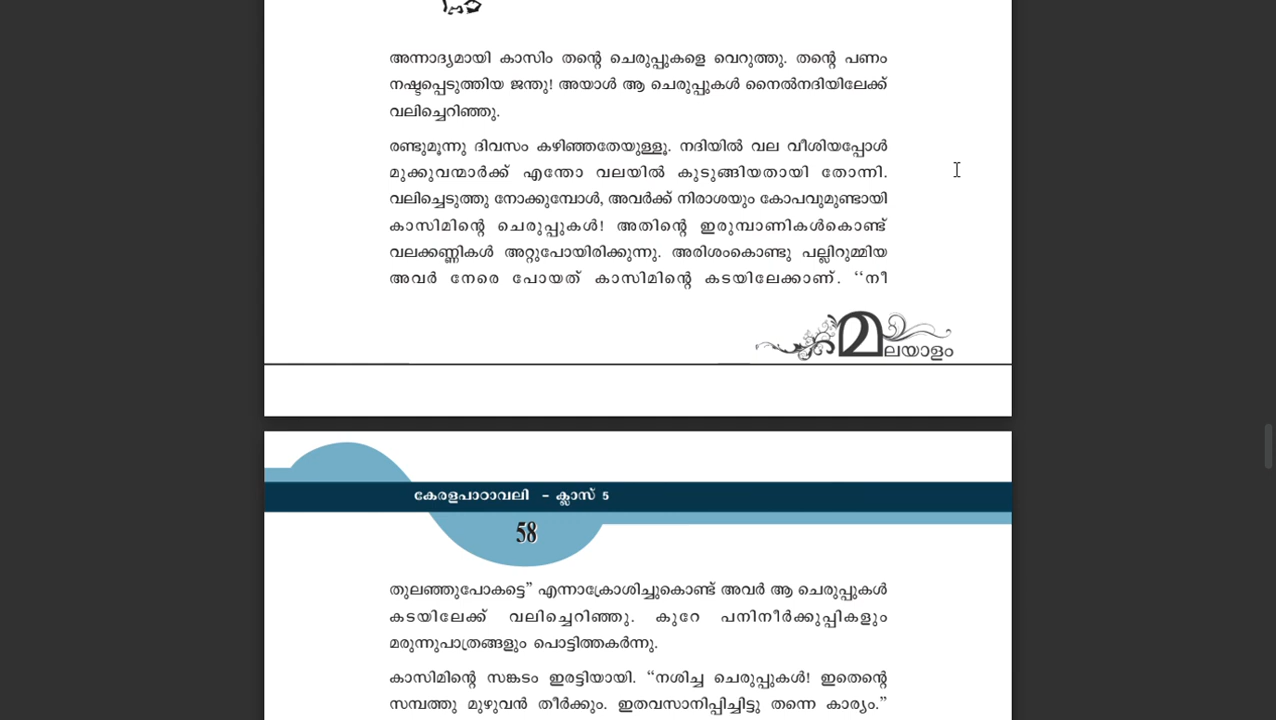 അന്നാദ്യമായി കാസിം തന്റെ ചെരുപ്പുകളെ വെറുത്തു. തന്റെ പണം
നഷ്ടപ്പെടുത്തിയ ജന്തു! അയാൾ ആ ചെരുപ്പുകൾ നൈൽനദിയിലേക്ക്
വലിച്ചെറിഞ്ഞു.
രണ്ടുമൂന്നു ദിവസം കഴിഞ്ഞതേയുള്ളൂ. നദിയിൽ വല വീശിയപ്പോൾ
മുക്കുവന്മാർക്ക് എന്തോ വലയിൽ കുടുങ്ങിയതായി തോന്നി.
വലിച്ചെടുത്തു നോക്കുമ്പോൾ, അവർക്ക് നിരാശയും കോപവുമുണ്ടായി
കാസിമിന്റെ ചെരുപ്പുകൾ! അതിന്റെ ഇരുമ്പാണികൾകൊണ്ട്
വലക്കണ്ണികൾ അറ്റുപോയിരിക്കുന്നു. അരിശംകൊണ്ടു പല്ലിറുമ്മിയ
അവർ നേരെ പോയത് കാസിമിന്റെ കടയിലേക്കാണ്. “നീ
മലയാളം
കേരളപാഠാവലി - ക്ലാസ് 5
58
തുലഞ്ഞുപോകട്ടെ” എന്നാക്രോശിച്ചുകൊണ്ട് അവർ ആ ചെരുപ്പുകൾ
കടയിലേക്ക് വലിച്ചെറിഞ്ഞു. കുറേ പനിനീർക്കുപ്പികളും
മരുന്നുപാത്രങ്ങളും പൊട്ടിത്തകർന്നു.
കാസിമിന്റെ സങ്കടം ഇരട്ടിയായി. “നശിച്ച ചെരുപ്പുകൾ! ഇതെന്റെ
സമ്പത്തു മുഴുവൻ തീർക്കും. ഇതവസാനിപ്പിച്ചിട്ടു തന്നെ കാര്യം.”